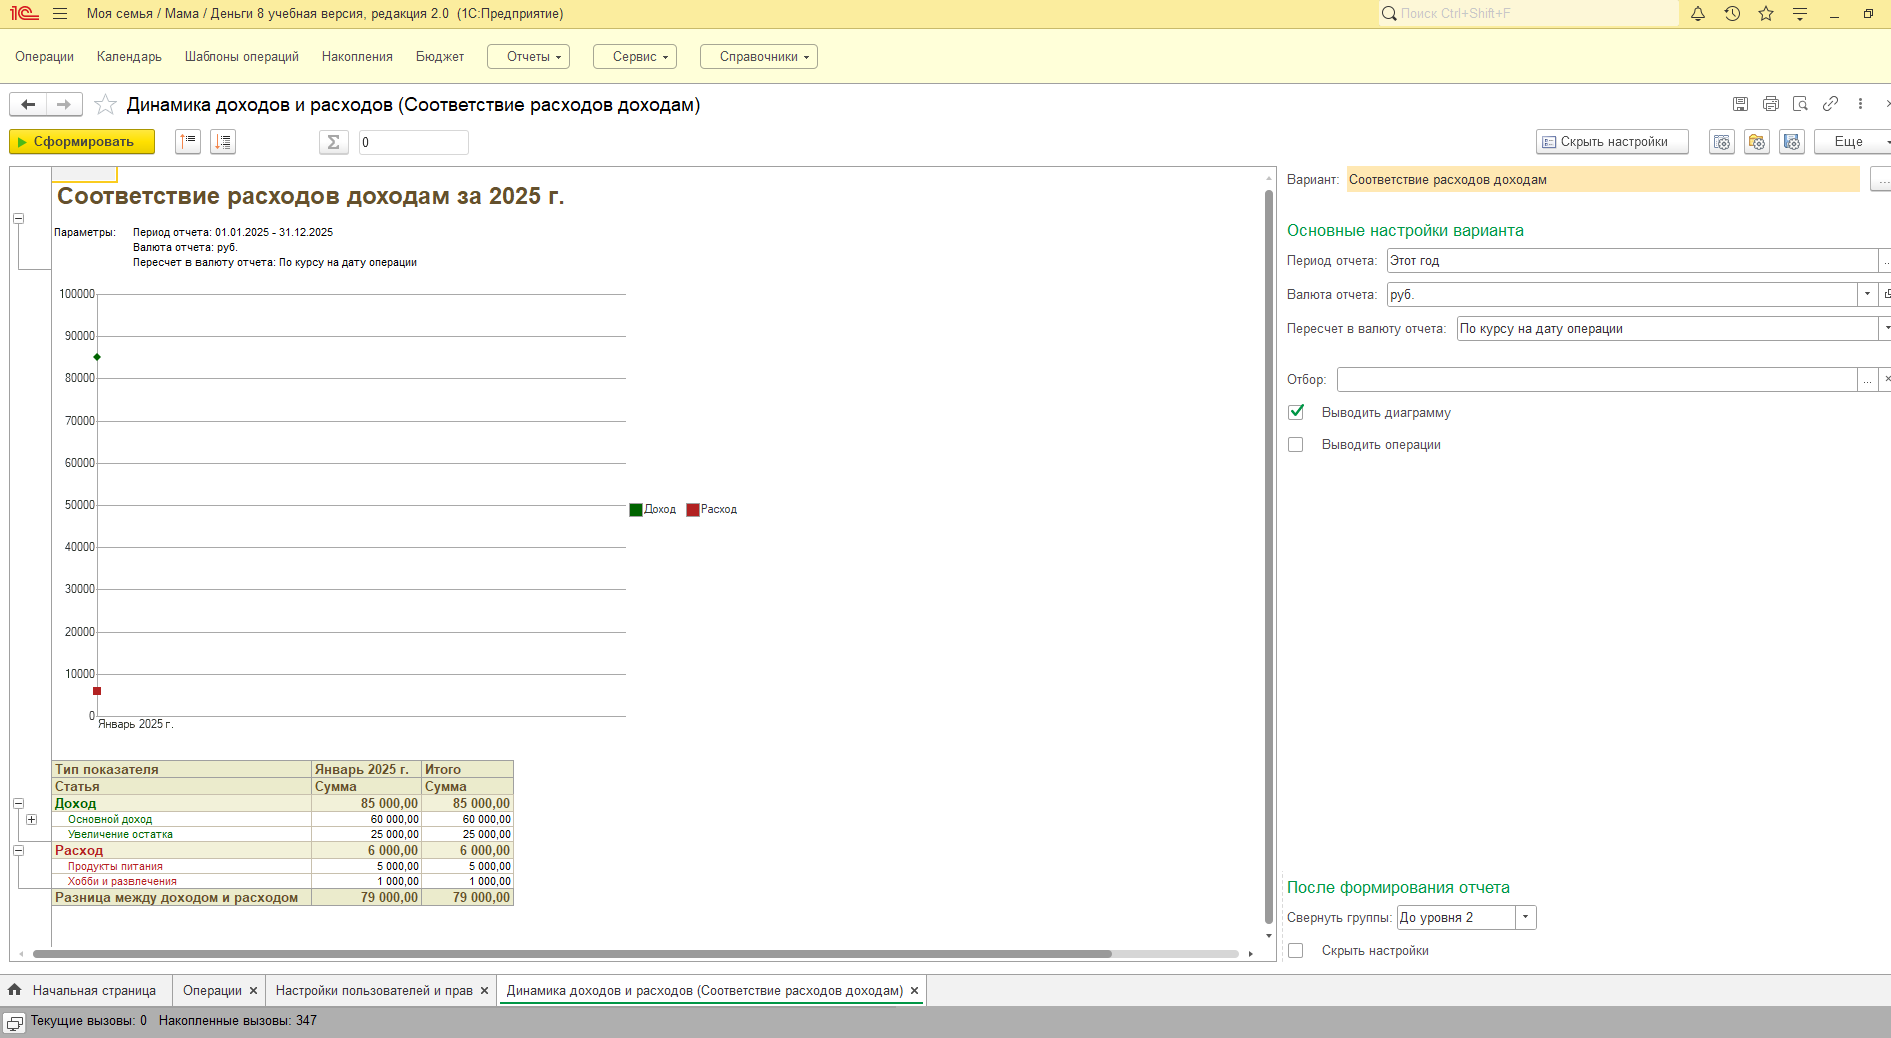 Моя семья / Мама / Деньги 8 учебная версия, редакция 2.0 (1С:Предприятие)
Поиск Ctrl+Shift+F
Операции Календарь Шаблоны операций Накопления Бюджет Отчеты Сервис Справочники
Динамика доходов и расходов (Соответствие расходов доходам)
Сформировать Σ 0 Скрыть настройки Еще
Соответствие расходов доходам за 2025 г.
Параметры: Период отчета: 01.01.2025 - 31.12.2025
Валюта отчета: руб.
Пересчет в валюту отчета: По курсу на дату операции
100000
90000
80000
70000
60000
50000
40000
30000
20000
10000
0
Январь 2025 г.
Доход Расход
Тип показателя Январь 2025 г. Итого
Статья Сумма Сумма
Доход 85 000,00 85 000,00
Основной доход 60 000,00 60 000,00
Увеличение остатка 25 000,00 25 000,00
Расход 6 000,00 6 000,00
Продукты питания 5 000,00 5 000,00
Хобби и развлечения 1 000,00 1 000,00
Разница между доходом и расходом 79 000,00 79 000,00
Вариант: Соответствие расходов доходам ...
Основные настройки варианта
Период отчета: Этот год
Валюта отчета: руб.
Пересчет в валюту отчета: По курсу на дату операции
Отбор: ...
Выводить диаграмму
Выводить операции
После формирования отчета
Свернуть группы: До уровня 2
Скрыть настройки
Начальная страница Операции Настройки пользователей и прав Динамика доходов и расходов (Соответствие расходов доходам)
Текущие вызовы: 0 Накопленные вызовы: 347